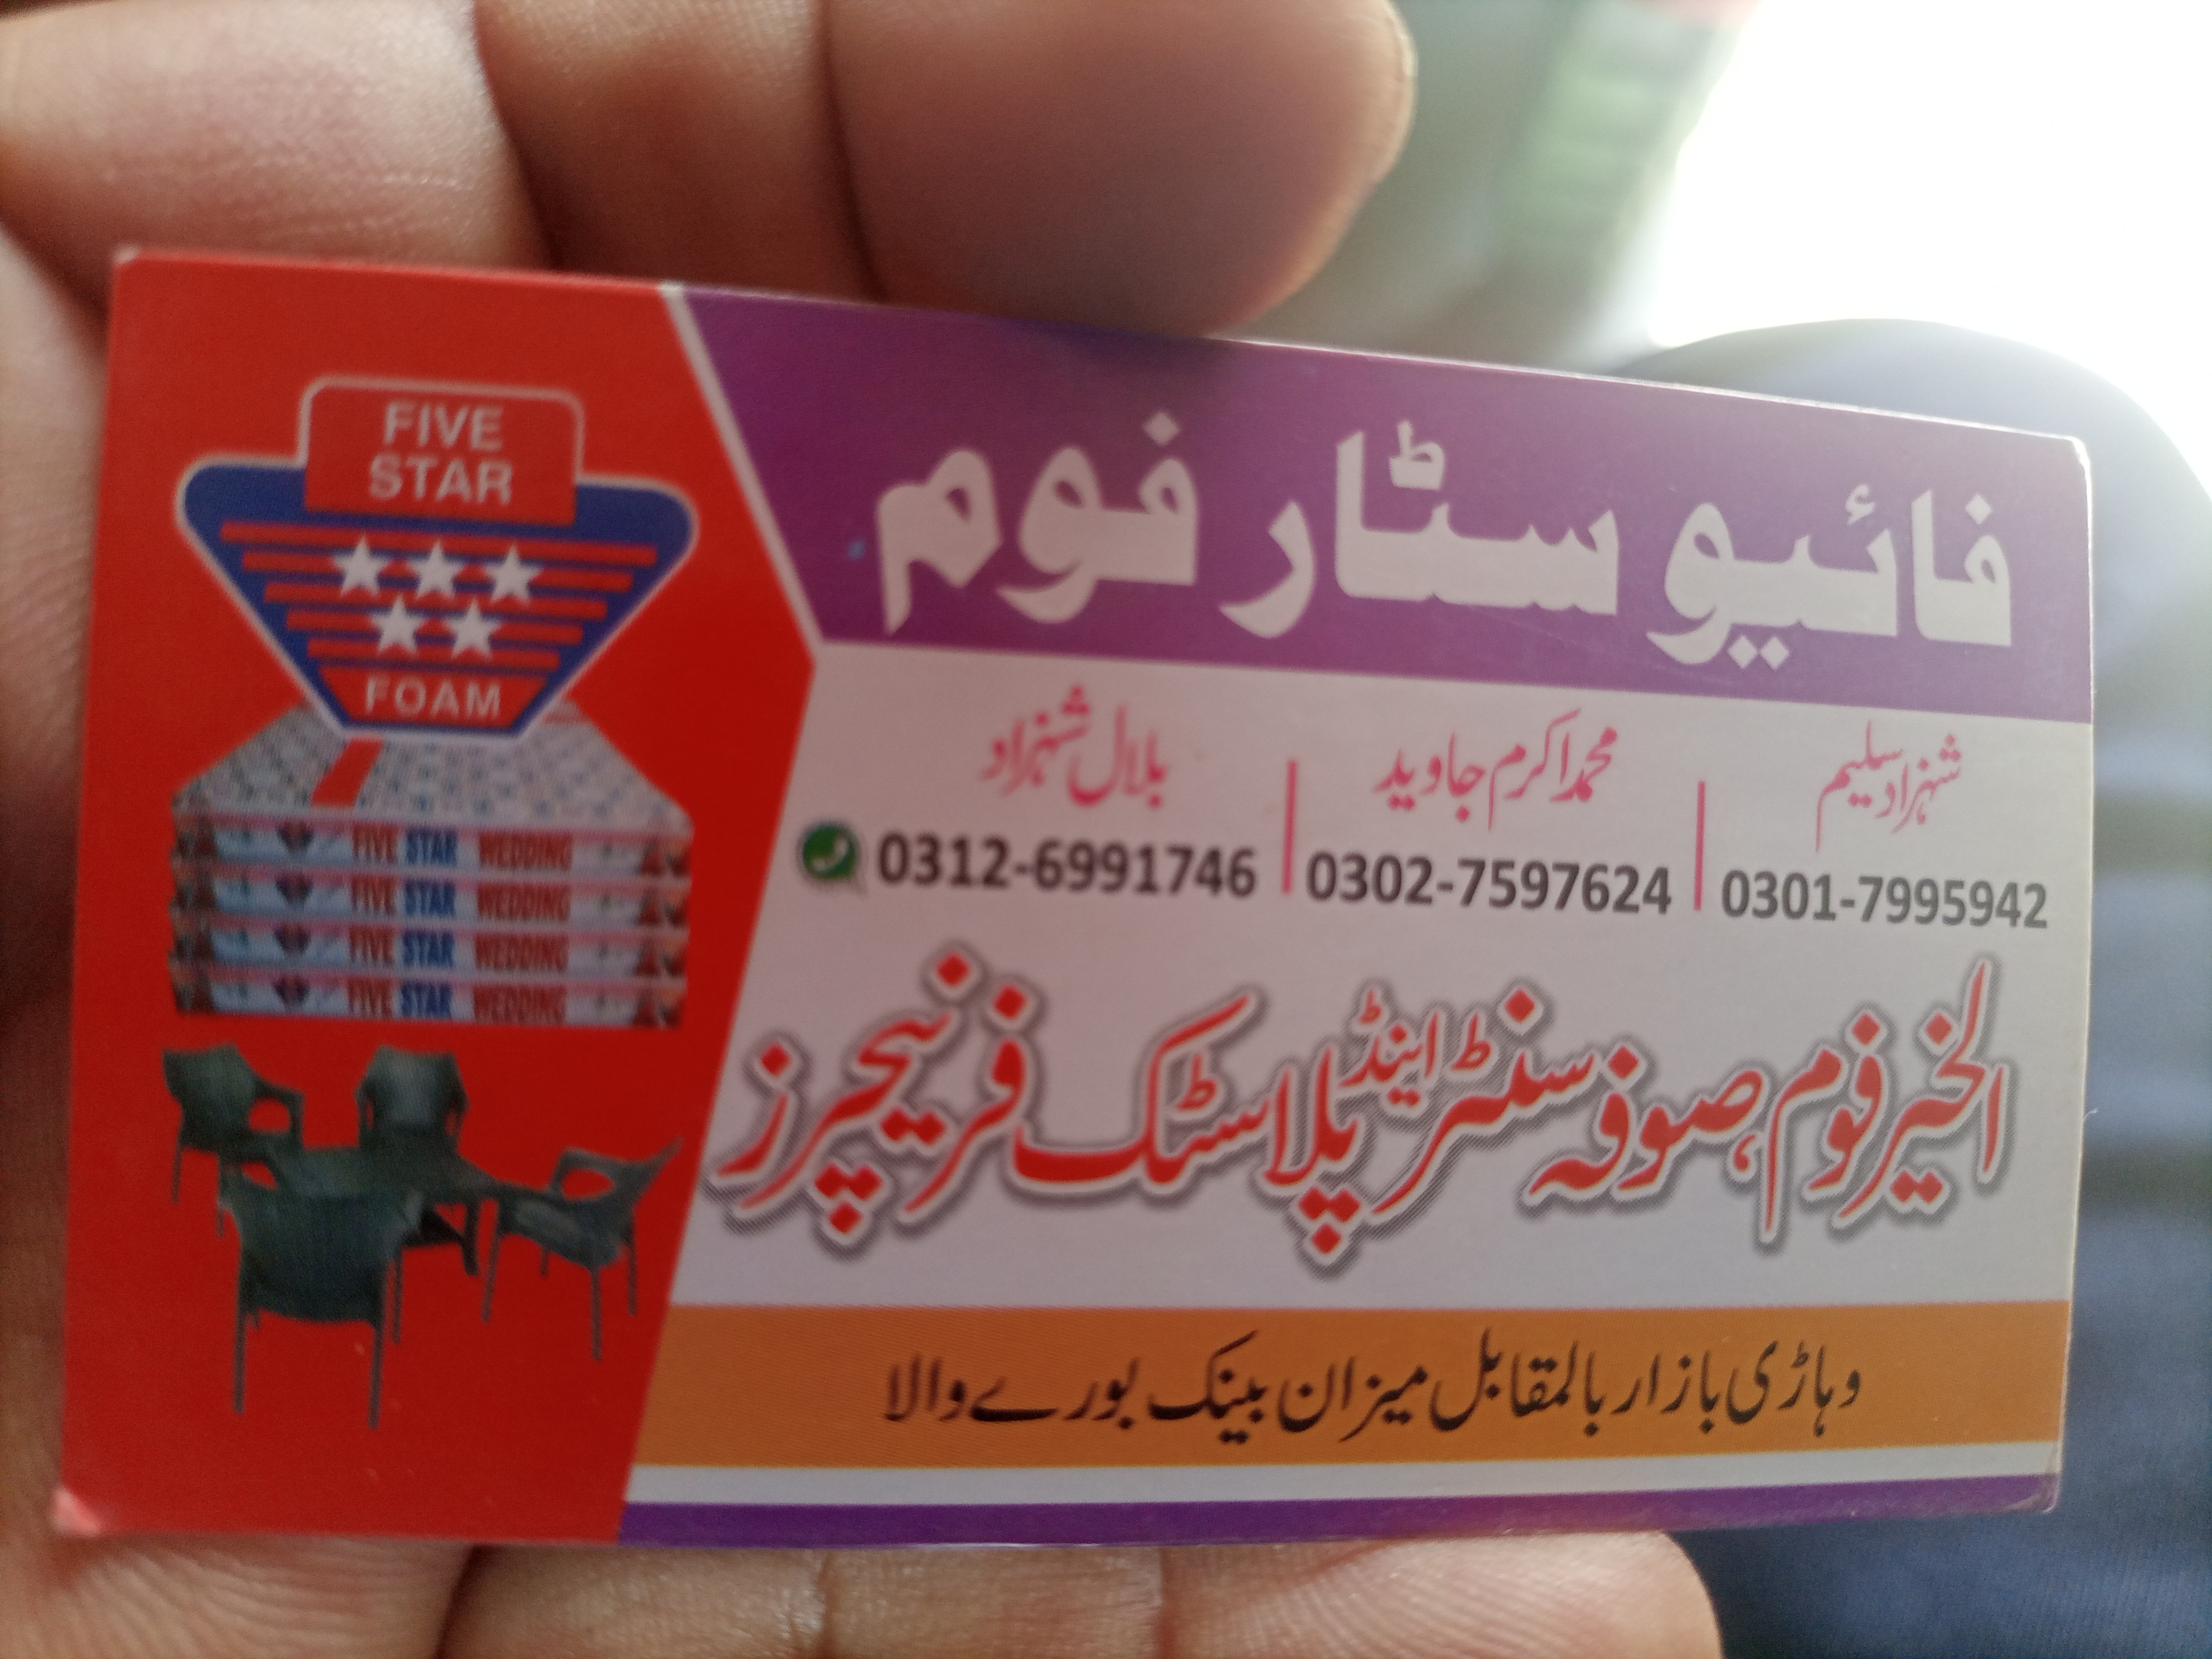 FIVE
STAR
FOAM
FIVE STAR WEDDING
FIVE STAR WEDDING
FIVE STAR WEDDING
FIVE STAR WEDDING
فائیو سٹار فوم
شہزاد سلیم
0301-7995942
محمد اکرم جاوید
0302-7597624
بلال شہزاد
0312-6991746
الخیر فوم، صوفہ سنٹر اینڈ پلاسٹک فرنیچرز
وہاڑی بازار بالمقابل میزان بینک بورے والا